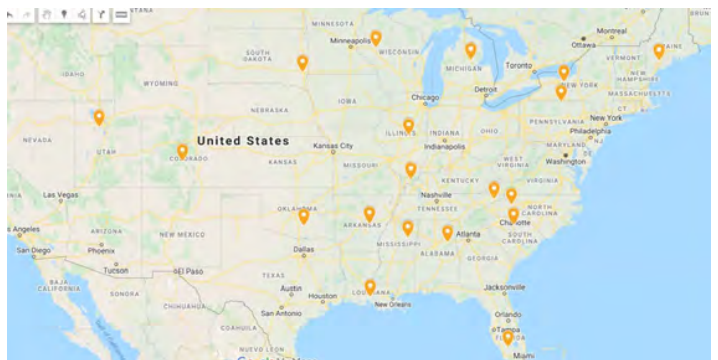 MINNESOTA
Montreal
Ottawa
MAINE
Minneapolis
WISCONSIN
SOUTH
DAKOTA
VERMONT
Toronto
MICHIGAN
NEW
HAMPSHIRE
IDAHO
WYOMING
NEW YORK
Detroit
MASSACHUSETTS
Chicago
IOWA
NEBRASKA
CT
PENNSYLVANIA
New York
ILLINOIS
INDIANA
OHIO
Philadelphia
NEVADA
UTAH
United States
Kansas City
Indianapolis
MARYLAND
NJ
COLORADO
KANSAS
MISSOURI
WEST
VIRGINIA
Washington
KENTUCKY
VIRGINIA
Las Vegas
Nashville
OKLAHOMA
TENNESSEE
NORTH
CAROLINA
ARKANSAS
Charlotte
s Angeles
ARIZONA
NEW MEXICO
Atlanta
SOUTH
CAROLINA
MISSISSIPPI
San Diego
Phoenix
Dallas
ALABAMA
GEORGIA
Tucson
El Paso
TEXAS
BAJA
CALIFORNIA
SONORA
Austin
LOUISIANA
Jacksonville
Houston
New Orleans
CHIHUAHUA
San Antonio
Orlando
COAHUILA
Tampa
FLORIDA
NUEVO LEON
Miami